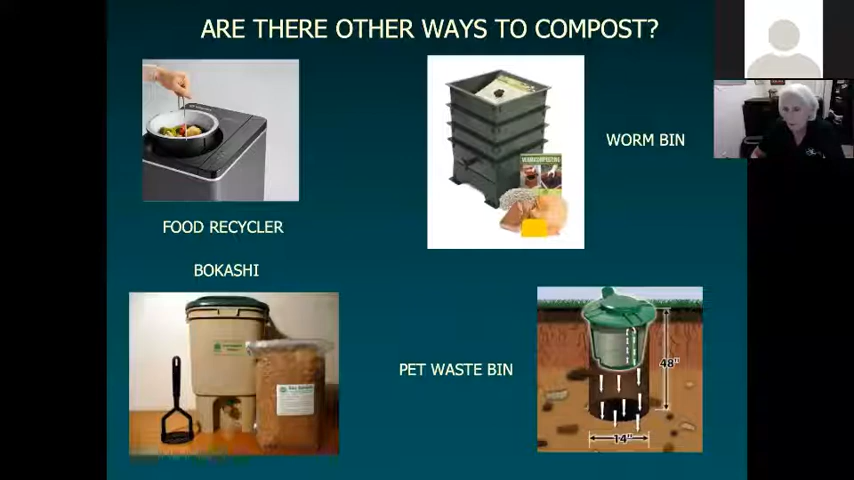 ARE THERE OTHER WAYS TO COMPOST?
WORM BIN
FOOD RECYCLER
BOKASHI
PET WASTE BIN
48"
14"